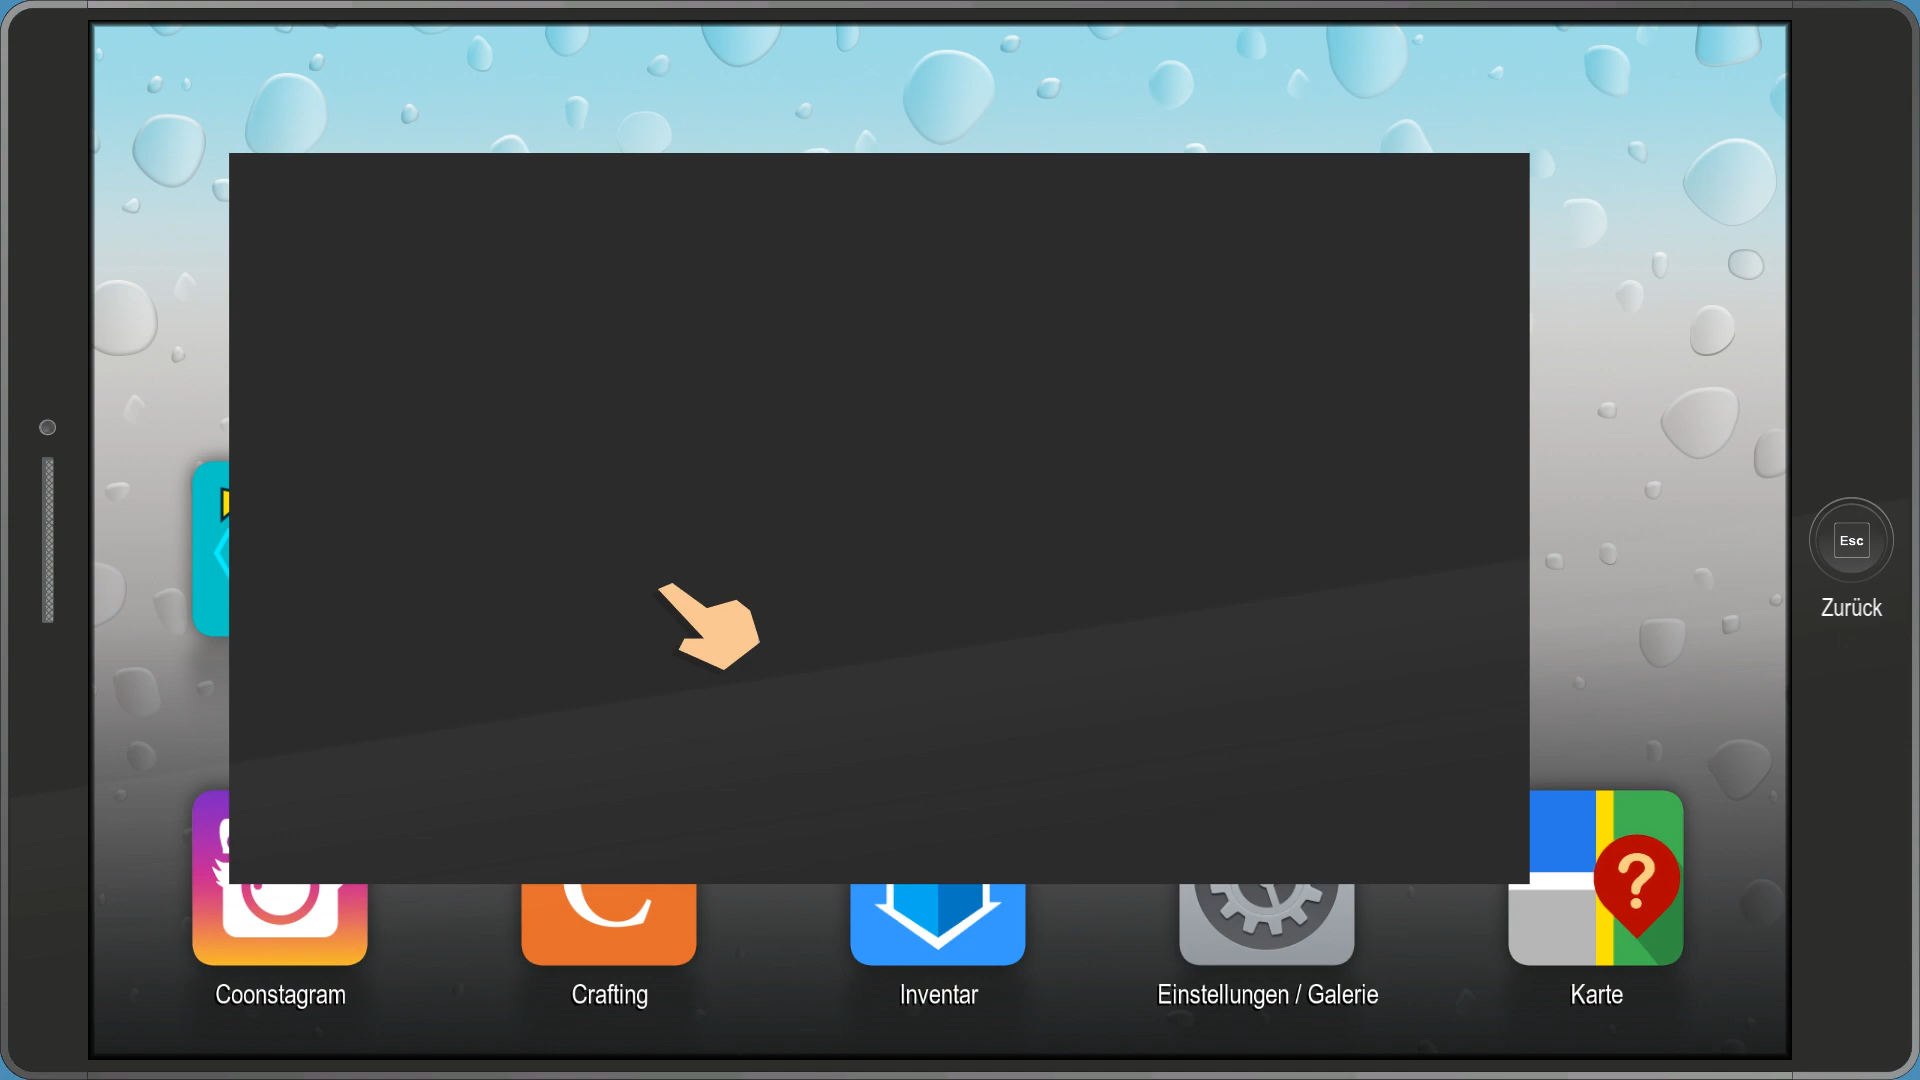 Esc
Zurück
C
?
Coonstagram
Crafting
Inventar
Einstellungen / Galerie
Karte